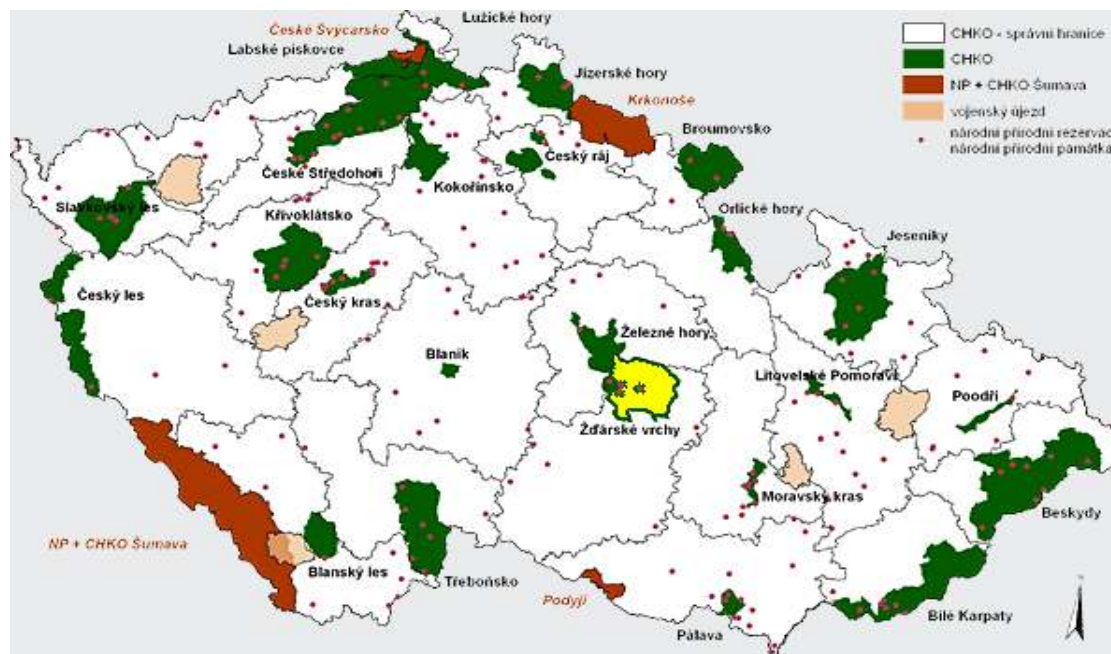 Lužické hory
České Švýcarsko
Labské pískovce
Jizerské hory
Krkonoše
Broumovsko
Český ráj
České Středohoří
Kokořínsko
Slavkovský les
Křivoklátsko
Orlické hory
Jeseníky
Český les
Český kras
Železné hory
Blaník
Litovelské Pomoraví
Poodří
Žďárské vrchy
Moravský kras
Beskydy
NP + CHKO Šumava
Blanský les
Třeboňsko
Podyjí
Bílé Karpaty
Pálava
CHKO - správní hranice
CHKO
NP + CHKO Šumava
vojenský újezd
národní přírodní rezervac
národní přírodní památka